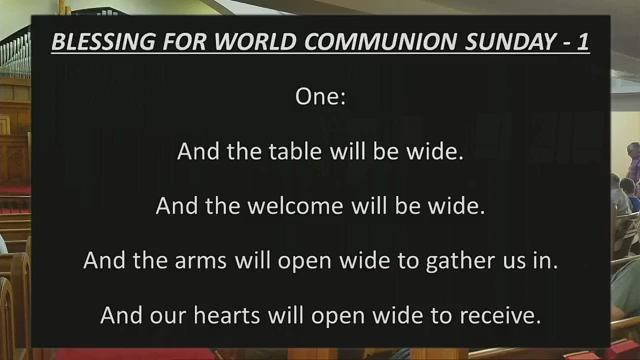 BLESSING FOR WORLD COMMUNION SUNDAY - 1
One:
And the table will be wide.
And the welcome will be wide.
And the arms will open wide to gather us in.
And our hearts will open wide to receive.